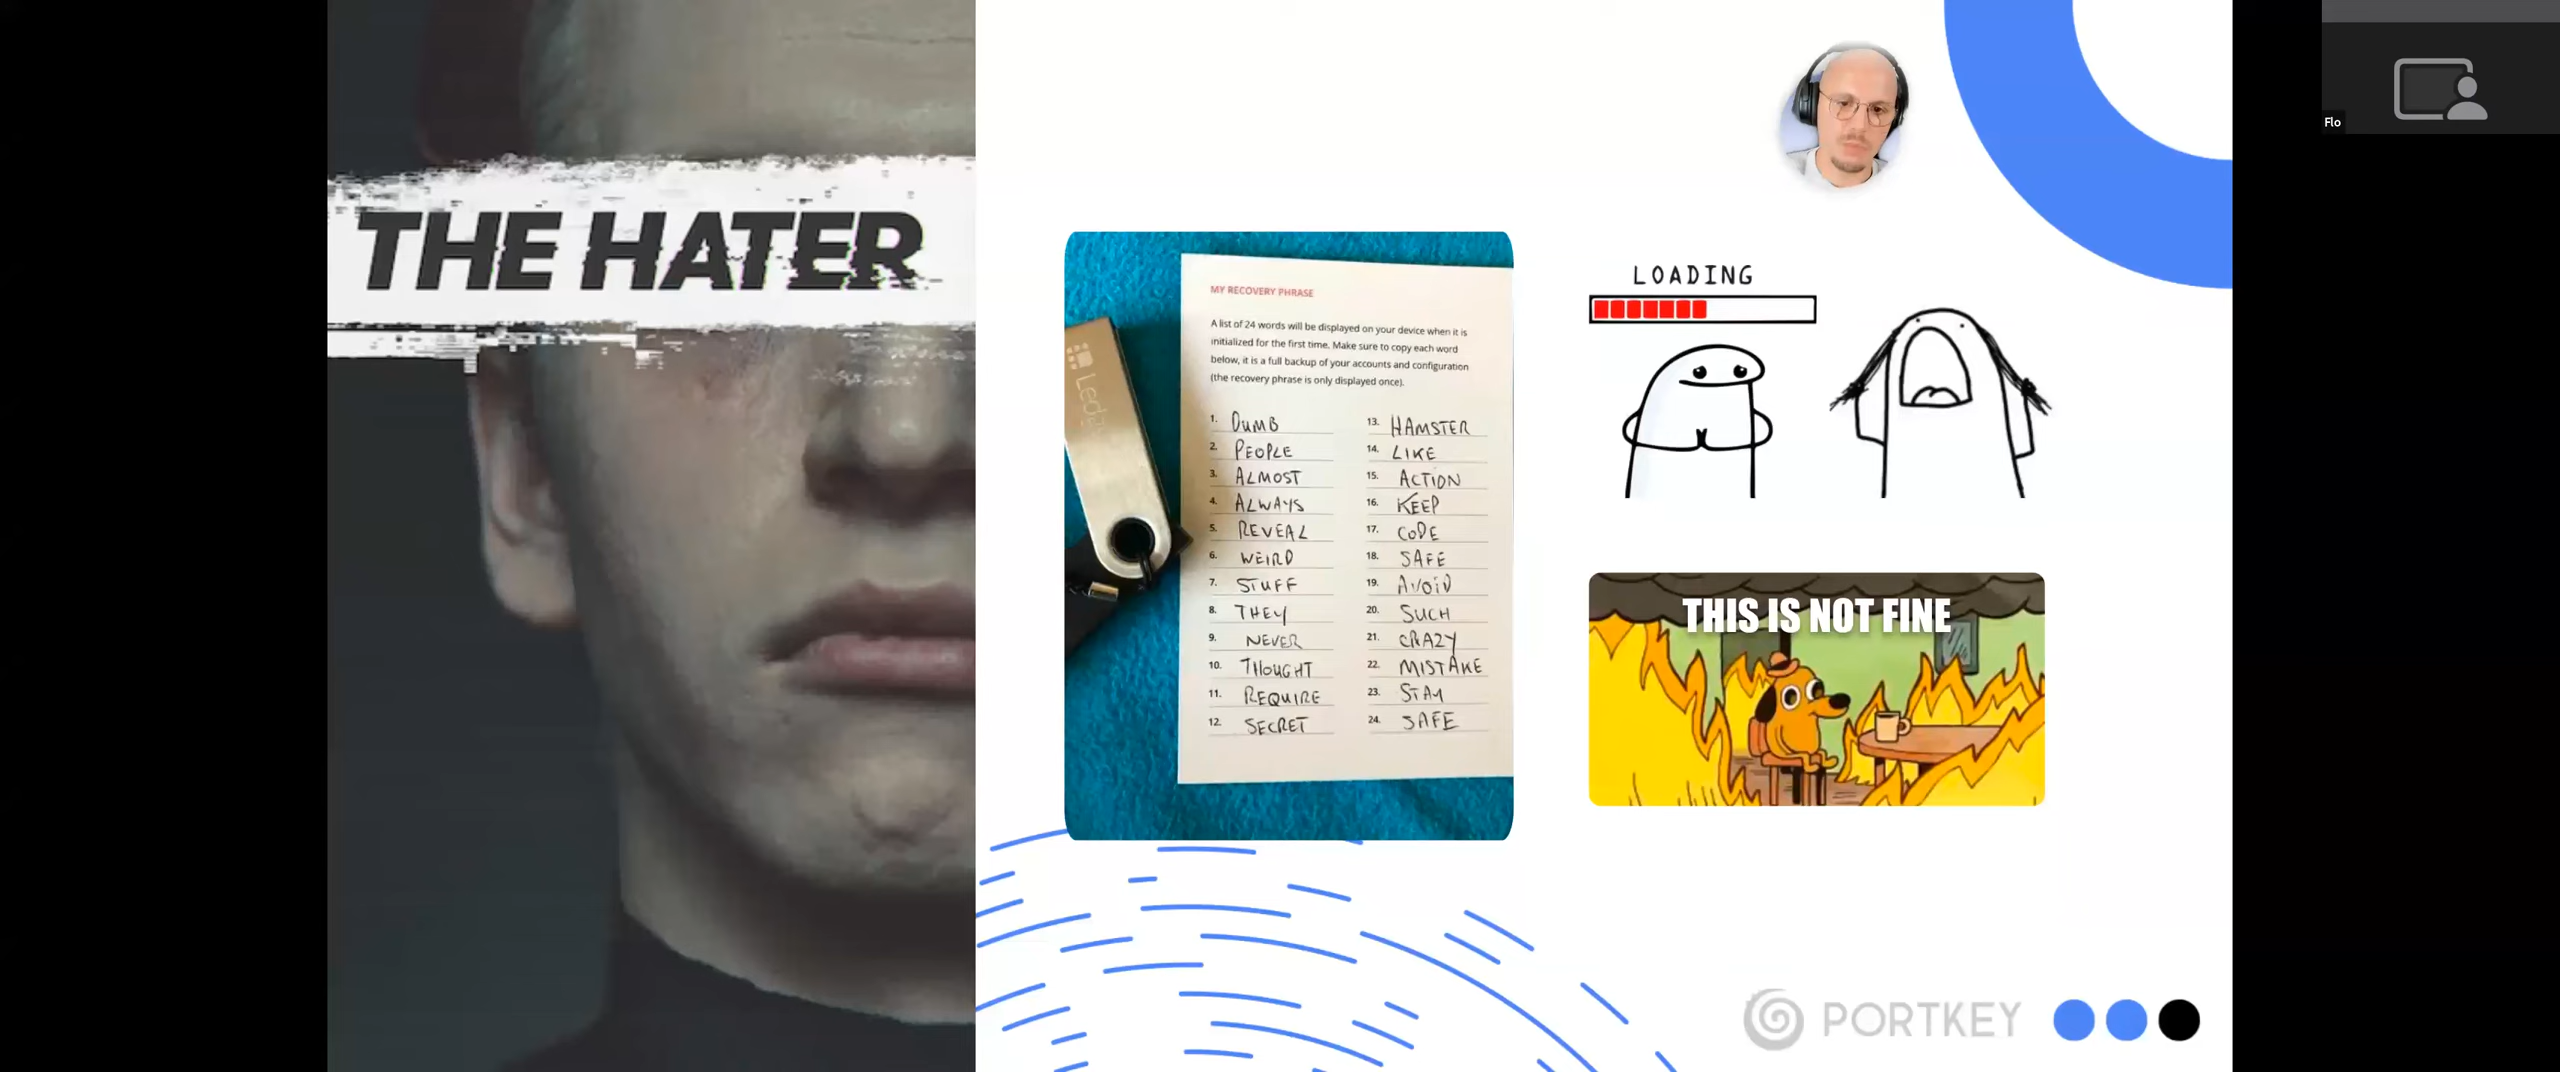 THE HATER
Ledg
MY RECOVERY PHRASE
A list of 24 words will be displayed on your device when it is
initialized for the first time. Make sure to copy each word
below, it is a full backup of your accounts and configuration
(the recovery phrase is only displayed once).
1. DUMB
2. PEOPLE
3. ALMOST
4. ALWAYS
5. REVEAL
6. WEIRD
7. STUFF
8. THEY
9. NEVER
10. THOUGHT
11. REQUIRE
12. SECRET
13. HAMSTER
14. LIKE
15. ACTION
16. KEEP
17. CODE
18. SAFE
19. AVOID
20. SUCH
21. CRAZY
22. MISTAKE
23. STAY
24. SAFE
LOADING
THIS IS NOT FINE
PORTKEY
Flo